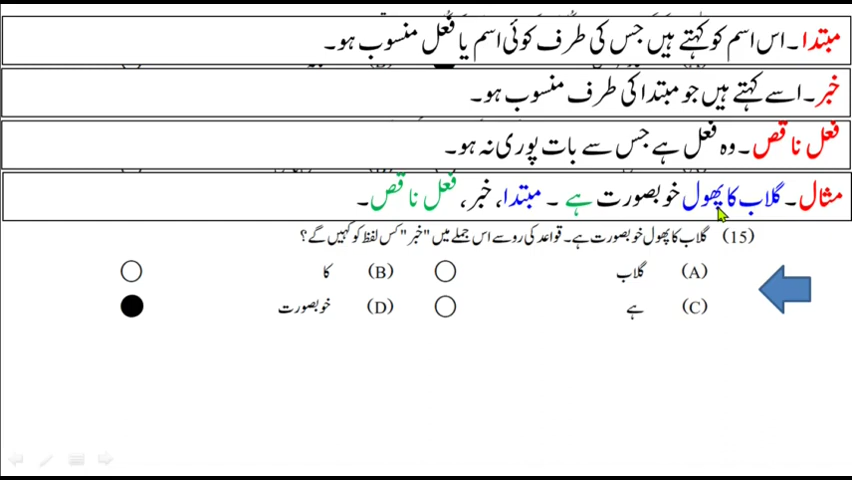 مبتدا۔ اس اسم کو کہتے ہیں جس کی طرف کوئی اسم یا فعل منسوب ہو۔
خبر۔ اسے کہتے ہیں جو مبتدا کی طرف منسوب ہو۔
فعل ناقص۔ وہ فعل ہے جس سے بات پوری نہ ہو۔
مثال۔ گلاب کا پھول خوبصورت ہے ۔ مبتدا، خبر، فعل ناقص۔
(15) گلاب کا پھول خوبصورت ہے۔ قواعد کی رو سے اس جملے میں "خبر" کس لفظ کو کہیں گے؟
(A) گلاب (B) کا
(C) ہے (D) خوبصورت